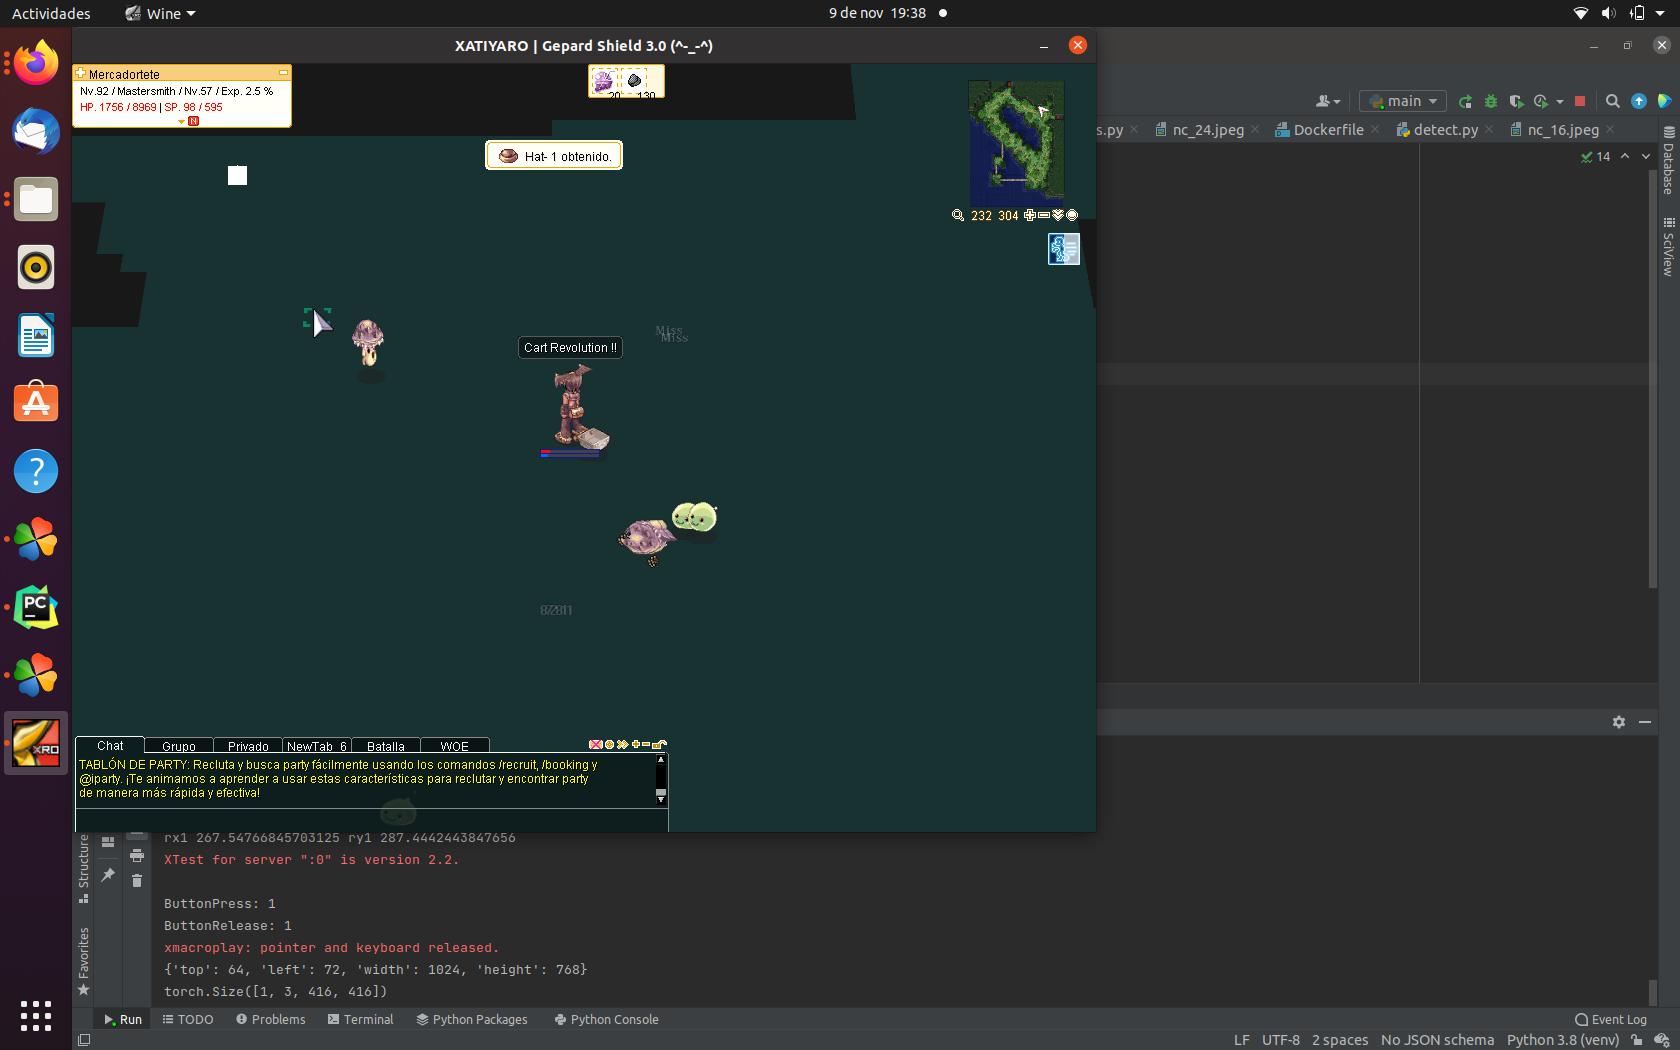 Actividades
Wine
9 de nov 19:38
XATIYARO | Gepard Shield 3.0 (^-_-^)
Mercadortete
Nv.92 / Mastersmith / Nv.57 / Exp. 2.5 %
HP. 1756 / 8969 | SP. 98 / 595
N
20
130
Hat- 1 obtenido.
232 304
Miss
Miss
Cart Revolution !!
Chat
Grupo
Privado
NewTab_6
Batalla
WOE
TABLÓN DE PARTY: Recluta y busca party fácilmente usando los comandos /recruit, /booking y
@iparty. ¡Te animamos a aprender a usar estas características para reclutar y encontrar party
de manera más rápida y efectiva!
main
s.py
nc_24.jpeg
Dockerfile
detect.py
nc_16.jpeg
14
Database
SciView
PC
XRO
Structure
Favorites
rx1 267.54766845703125 ry1 287.4442443847656
XTest for server ":0" is version 2.2.
ButtonPress: 1
ButtonRelease: 1
xmacroplay: pointer and keyboard released.
{'top': 64, 'left': 72, 'width': 1024, 'height': 768}
torch.Size([1, 3, 416, 416])
Run
TODO
Problems
Terminal
Python Packages
Python Console
Event Log
LF UTF-8 2 spaces No JSON schema Python 3.8 (venv)